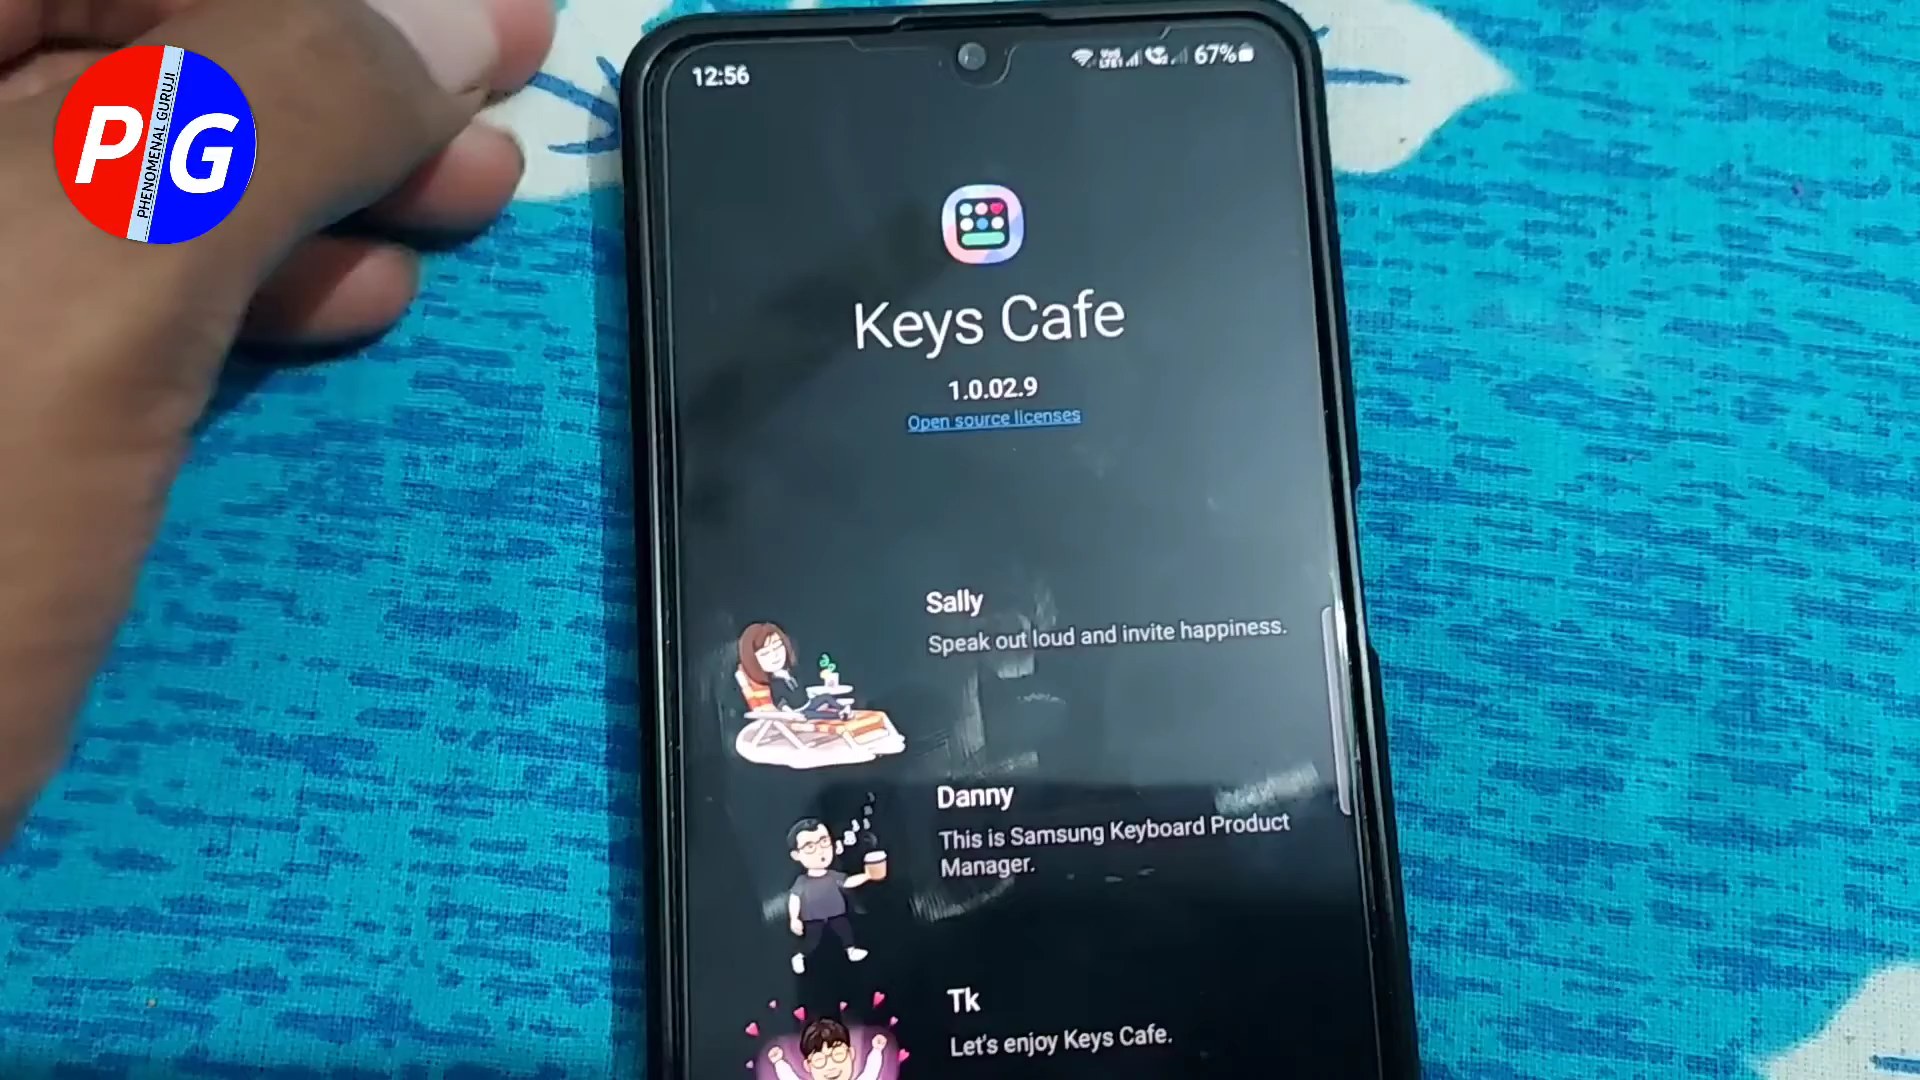 PG
PHENOMENAL GURUJI
12:56
67%
Keys Cafe
1.0.02.9
Open source licenses
Sally
Speak out loud and invite happiness.
Danny
This is Samsung Keyboard Product
Manager.
Tk
Let's enjoy Keys Cafe.